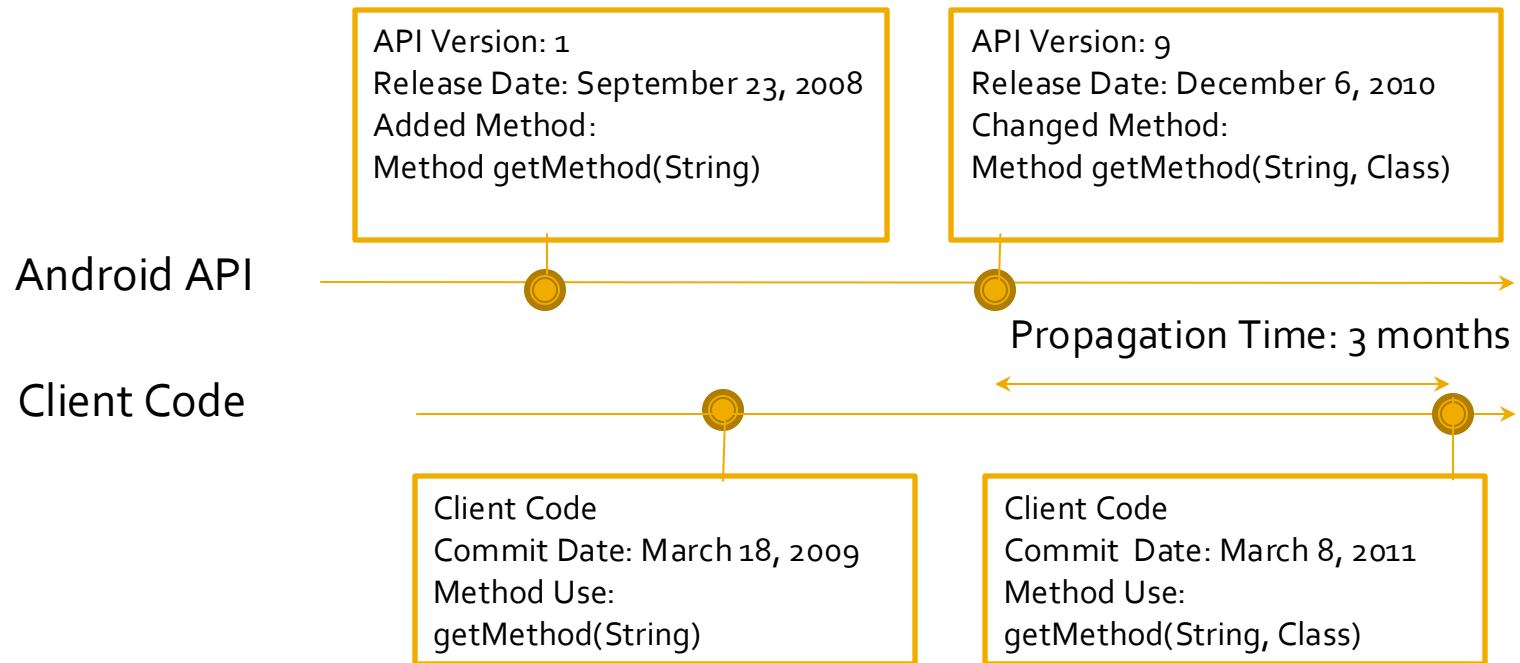 API Version: 1
Release Date: September 23, 2008
Added Method:
Method getMethod(String)
API Version: 9
Release Date: December 6, 2010
Changed Method:
Method getMethod(String, Class)
Android API
Propagation Time: 3 months
Client Code
Client Code
Commit Date: March 18, 2009
Method Use:
getMethod(String)
Client Code
Commit  Date: March 8, 2011
Method Use:
getMethod(String, Class)